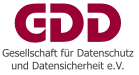 GDD
Gesellschaft für Datenschutz
und Datensicherheit e.V.